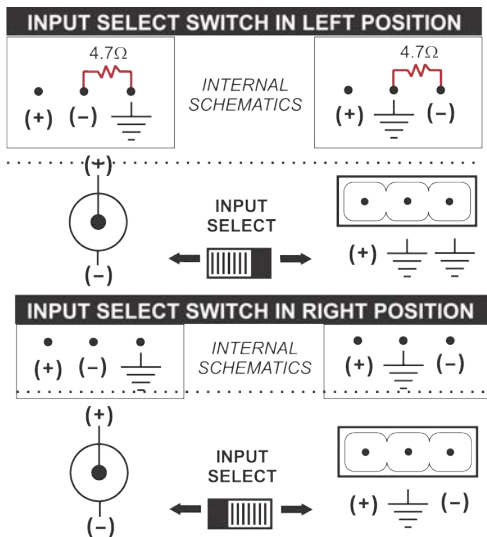 INPUT SELECT SWITCH IN LEFT POSITION
4.7Ω
4.7Ω
INTERNAL
SCHEMATICS
(+) (−)
(+) (−)
(+)
INPUT
SELECT
(+)
(−)
INPUT SELECT SWITCH IN RIGHT POSITION
INTERNAL
SCHEMATICS
(+) (−)
(+) (−)
(+)
INPUT
SELECT
(+) (−)
(−)